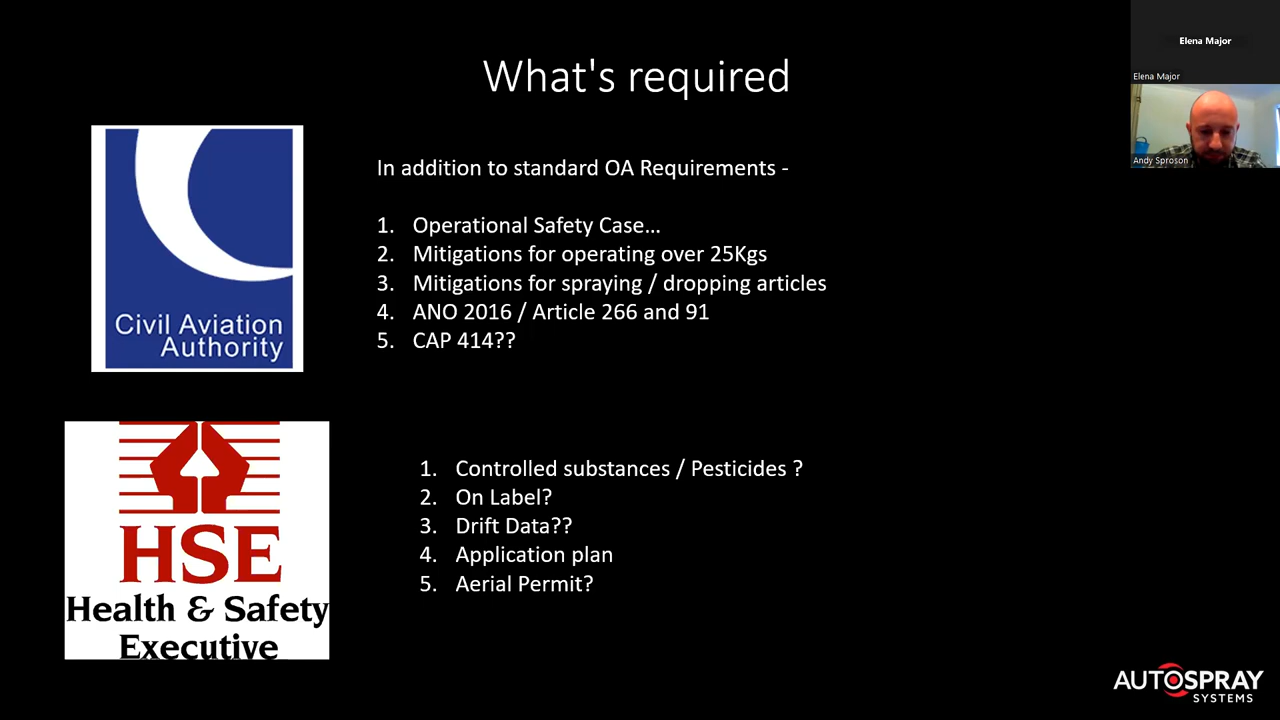 What's required
Elena Major
Elena Major
Andy Sproson
Civil Aviation
Authority
In addition to standard OA Requirements -
1. Operational Safety Case...
2. Mitigations for operating over 25Kgs
3. Mitigations for spraying / dropping articles
4. ANO 2016 / Article 266 and 91
5. CAP 414??
HSE
Health & Safety
Executive
1. Controlled substances / Pesticides ?
2. On Label?
3. Drift Data??
4. Application plan
5. Aerial Permit?
AUTOSPRAY
SYSTEMS